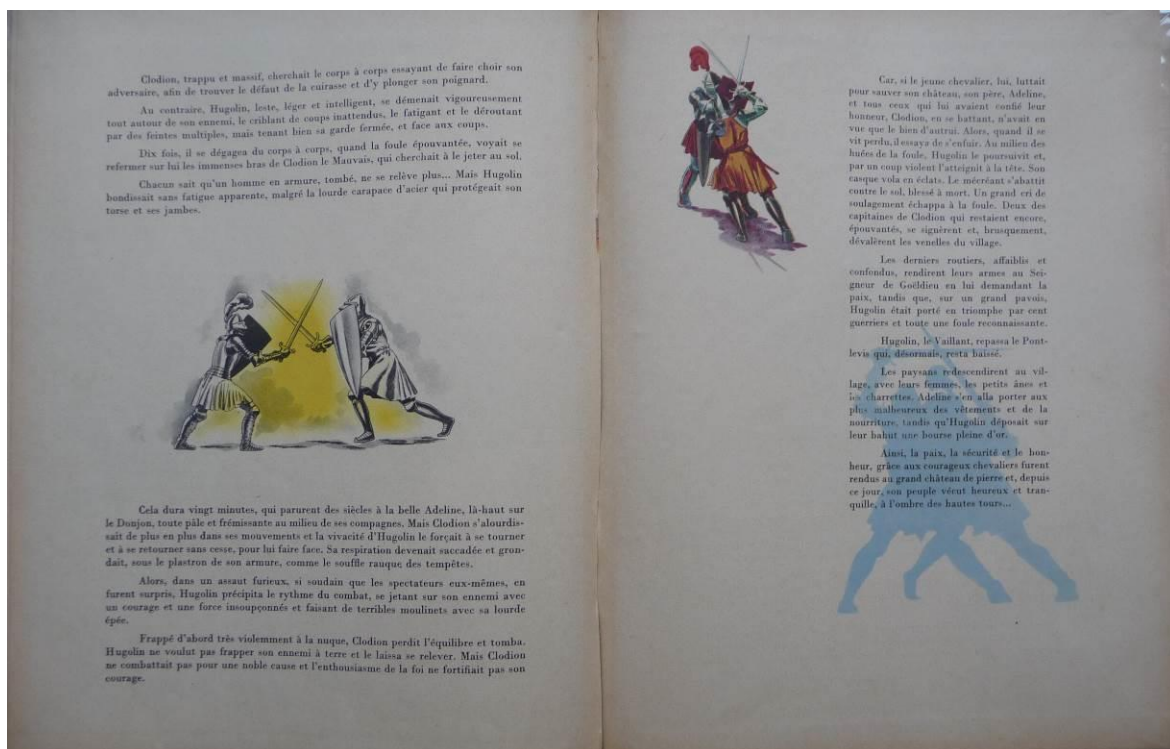 Clodion, trappu et massif, cherchait le corps à corps essayant de faire choir son
adversaire, afin de trouver le défaut de la cuirasse et d'y plonger son poignard.
Au contraire, Hugolin, leste, léger et intelligent, se démenait vigoureusement
tout autour de son ennemi, le criblant de coups inattendus, le fatigant et le déroutant
par des feintes multiples, mais tenant bien sa garde fermée, et face aux coups.
Dix fois, il se dégagea du corps à corps, quand la foule épouvantée, voyait se
refermer sur lui les immenses bras de Clodion le Mauvais, qui cherchait à le jeter au sol.
Chacun sait qu'un homme en armure, tombé, ne se relève plus... Mais Hugolin
bondissait sans fatigue apparente, malgré la lourde carapace d'acier qui protégeait son
torse et ses jambes.
Cela dura vingt minutes, qui parurent des siècles à la belle Adeline, là-haut sur
le Donjon, toute pâle et frémissante au milieu de ses compagnes. Mais Clodion s'alourdis-
sait de plus en plus dans ses mouvements et la vivacité d'Hugolin le forçait à se tourner
et à se retourner sans cesse, pour lui faire face. Sa respiration devenait saccadée et gron-
dait, sous le plastron de son armure, comme le souffle rauque des tempêtes.
Alors, dans un assaut furieux, si soudain que les spectateurs eux-mêmes, en
furent surpris, Hugolin précipita le rythme du combat, se jetant sur son ennemi avec
un courage et une force insoupçonnés et faisant de terribles moulinets avec sa lourde
épée.
Frappé d'abord très violemment à la nuque, Clodion perdit l'équilibre et tomba.
Hugolin ne voulut pas frapper son ennemi à terre et le laissa se relever. Mais Clodion
ne combattait pas pour une noble cause et l'enthousiasme de la foi ne fortifiait pas son
courage.
Car, si le jeune chevalier, lui, luttait
pour sauver son château, son père, Adeline,
et tous ceux qui lui avaient confié leur
honneur, Clodion, en se battant, n'avait en
vue que le bien d'autrui. Alors, quand il se
vit perdu, il essaya de s'enfuir. Au milieu des
huées de la foule, Hugolin le poursuivit et,
par un coup violent l'atteignit à la tête. Son
casque vola en éclats. Le mécréant s'abattit
contre le sol, blessé à mort. Un grand cri de
soulagement échappa à la foule. Deux des
capitaines de Clodion qui restaient encore,
épouvantés, se signèrent et, brusquement,
dévalèrent les venelles du village.
Les derniers routiers, affaiblis et
confondus, rendirent leurs armes au Sei-
gneur de Goëldieu en lui demandant la
paix, tandis que, sur un grand pavois,
Hugolin était porté en triomphe par cent
guerriers et toute une foule reconnaissante.
Hugolin, le Vaillant, repassa le Pont-
levis qui, désormais, resta baissé.
Les paysans redescendirent au vil-
lage, avec leurs femmes, les petits ânes et
les charrettes. Adeline s'en alla porter aux
plus malheureux des vêtements et de la
nourriture, tandis qu'Hugolin déposait sur
leur bahut une bourse pleine d'or.
Ainsi, la paix, la sécurité et le bon-
heur, grâce aux courageux chevaliers furent
rendus au grand château de pierre et, depuis
ce jour, son peuple vécut heureux et tran-
quille, à l'ombre des hautes tours...